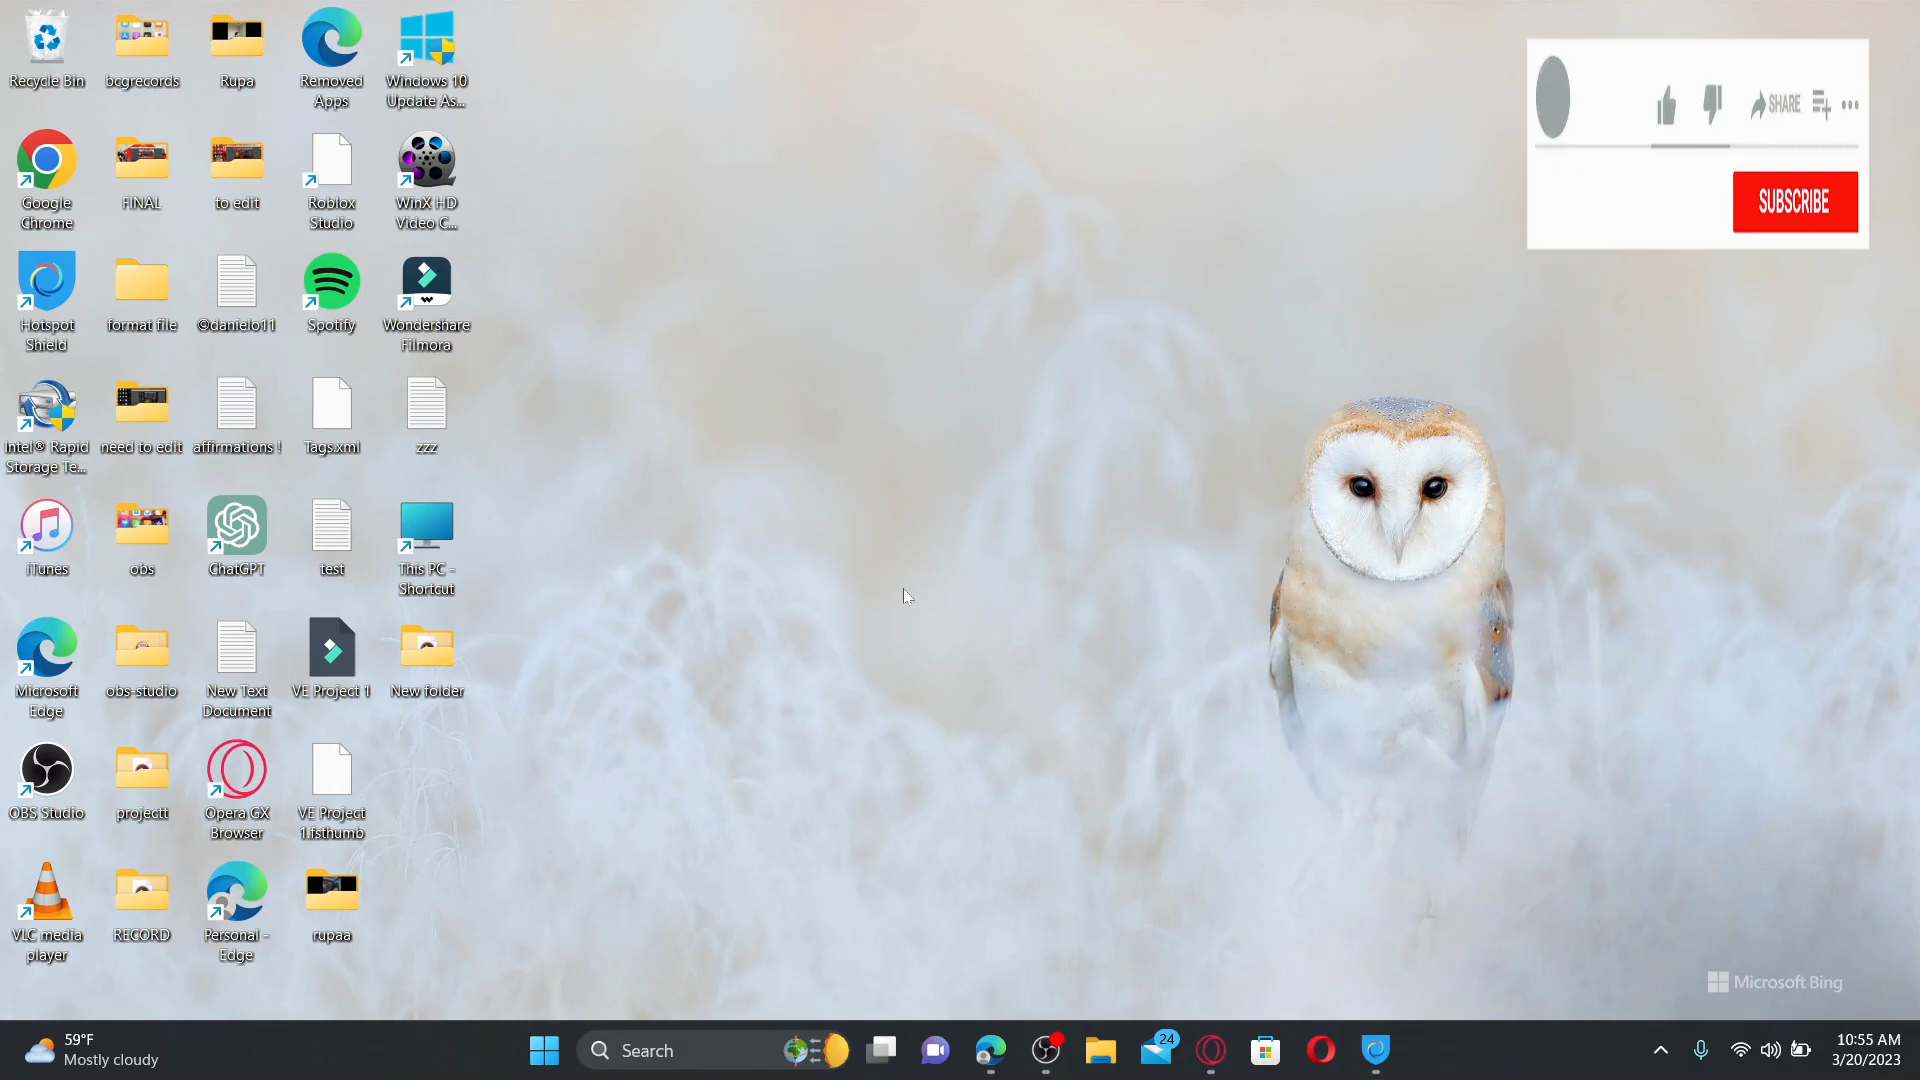 Recycle Bin
bcgrecords
Rupa
Removed
Apps
Windows 10
Update As...
Google
Chrome
FINAL
to edit
Roblox
Studio
WinX HD
Video C...
Hotspot
Shield
format file
©danielo11
Spotify
Wondershare
Filmora
Intel® Rapid
Storage Te...
need to edit
affirmations !
Tags.xml
zzz
iTunes
obs
ChatGPT
test
This PC -
Shortcut
Microsoft
Edge
obs-studio
New Text
Document
VE Project 1
New folder
OBS Studio
projectt
Opera GX
Browser
VE Project
1.fsthumb
VLC media
player
RECORD
Personal -
Edge
rupaa
SHARE
SUBSCRIBE
Microsoft Bing
59°F
Mostly cloudy
Search
24
10:55 AM
3/20/2023